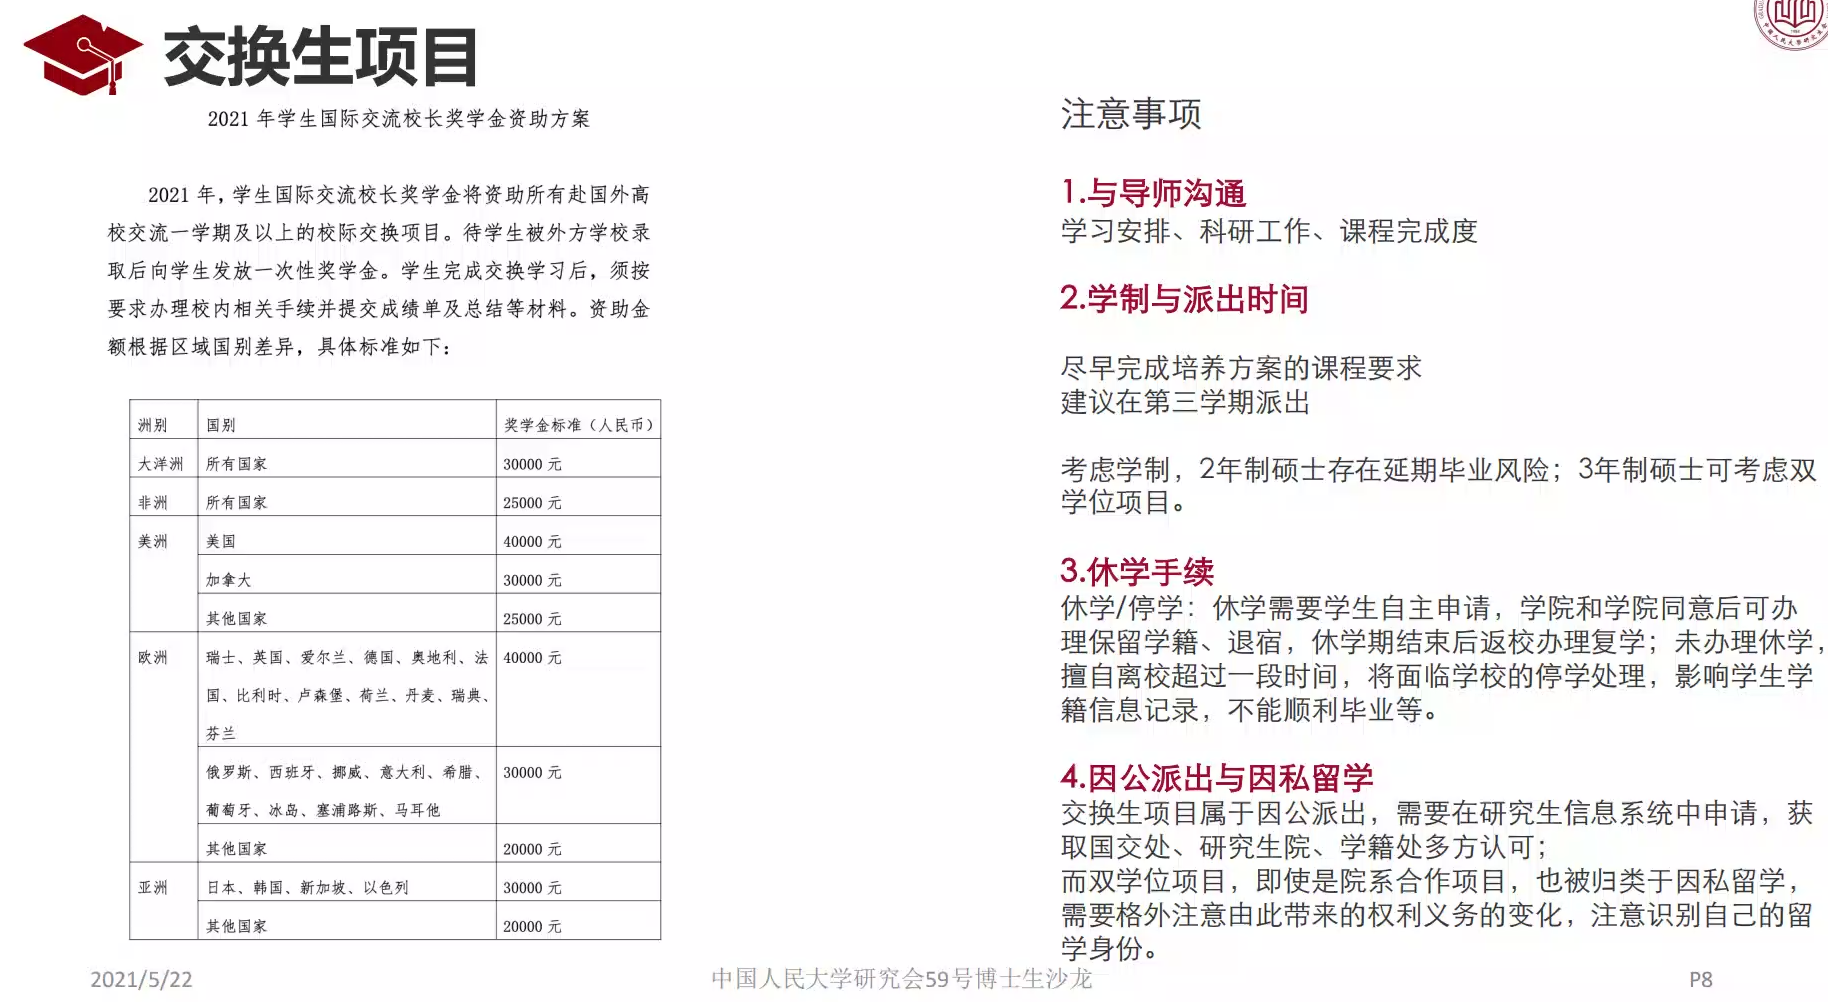 交换生项目
2021 年学生国际交流校长奖学金资助方案
2021 年，学生国际交流校长奖学金将资助所有赴国外高
校交流一学期及以上的校际交换项目。待学生被外方学校录
取后向学生发放一次性奖学金。学生完成交换学习后，须按
要求办理校内相关手续并提交成绩单及总结等材料。资助金
额根据区域国别差异，具体标准如下：
洲别 国别 奖学金标准（人民币）
大洋洲 所有国家 30000 元
非洲 所有国家 25000 元
美洲 美国 40000 元
加拿大 30000 元
其他国家 25000 元
欧洲 瑞士、英国、爱尔兰、德国、奥地利、法 40000 元
国、比利时、卢森堡、荷兰、丹麦、瑞典、
芬兰
俄罗斯、西班牙、挪威、意大利、希腊、 30000 元
葡萄牙、冰岛、塞浦路斯、马耳他
其他国家 20000 元
亚洲 日本、韩国、新加坡、以色列 30000 元
其他国家 20000 元
注意事项
1.与导师沟通
学习安排、科研工作、课程完成度
2.学制与派出时间
尽早完成培养方案的课程要求
建议在第三学期派出
考虑学制，2年制硕士存在延期毕业风险；3年制硕士可考虑双
学位项目。
3.休学手续
休学/停学：休学需要学生自主申请，学院和学院同意后可办
理保留学籍、退宿，休学期结束后返校办理复学；未办理休学，
擅自离校超过一段时间，将面临学校的停学处理，影响学生学
籍信息记录，不能顺利毕业等。
4.因公派出与因私留学
交换生项目属于因公派出，需要在研究生信息系统中申请，获
取国交处、研究生院、学籍处多方认可；
而双学位项目，即使是院系合作项目，也被归类于因私留学，
需要格外注意由此带来的权利义务的变化，注意识别自己的留
学身份。
2021/5/22
中国人民大学研究会59号博士生沙龙
P8